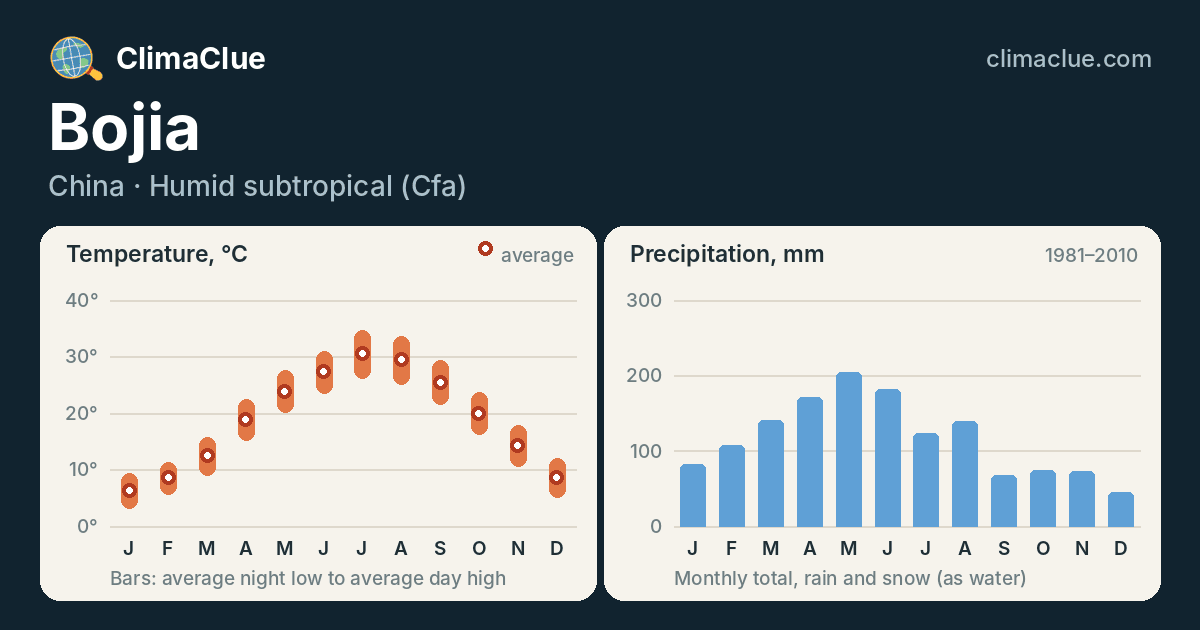 ClimaClue
climaclue.com
Bojia
China · Humid subtropical (Cfa)
Temperature, °C
average
40°
30°
20°
10°
0°
J F M A M J J A S O N D
Bars: average night low to average day high
Precipitation, mm
1981–2010
300
200
100
0
J F M A M J J A S O N D
Monthly total, rain and snow (as water)